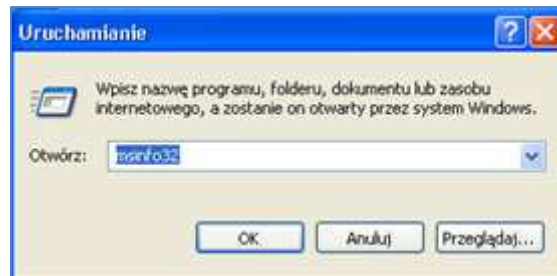 Uruchamianie
Wpisz nazwę programu, folderu, dokumentu lub zasobu
internetowego, a zostanie on otwarty przez system Windows.
Otwórz: msinfo32
OK Anuluj Przeglądaj...